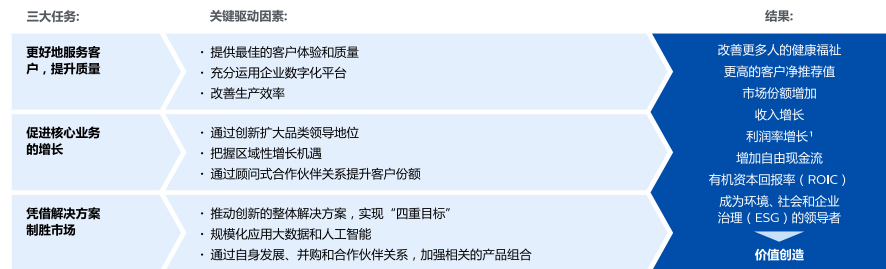 三大任务:
关键驱动因素:
结果:
更好地服务客
户，提升质量
· 提供最佳的客户体验和质量
· 充分运用企业数字化平台
· 改善生产效率
促进核心业务
的增长
· 通过创新扩大品类领导地位
· 把握区域性增长机遇
· 通过顾问式合作伙伴关系提升客户份额
凭借解决方案
制胜市场
· 推动创新的整体解决方案，实现“四重目标”
· 规模化应用大数据和人工智能
· 通过自身发展、并购和合作伙伴关系，加强相关的产品组合
改善更多人的健康福祉
更高的客户净推荐值
市场份额增加
收入增长
利润率增长¹
增加自由现金流
有机资本回报率（ROIC）
成为环境、社会和企业
治理（ESG）的领导者
价值创造